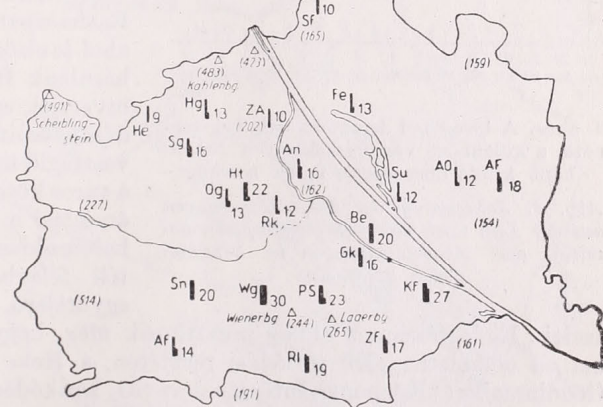 10
SF
(165)
(159)
(473)
(483)
Kahlenbg
(491)
Scheibling-
stein
9
He
Hg
13
ZA
10
(202)
Fe
13
Sg
16
An
16
(162)
Su
12
AO
12
AF
18
Ht
22
Og
13
Rk
12
(227)
(154)
Be
20
Gk
16
Sn
20
Wg
30
PS
23
KF
27
(514)
Wienerbg
(244)
Laaerbg
(265)
Af
14
Rl
19
ZF
17
(161)
(191)